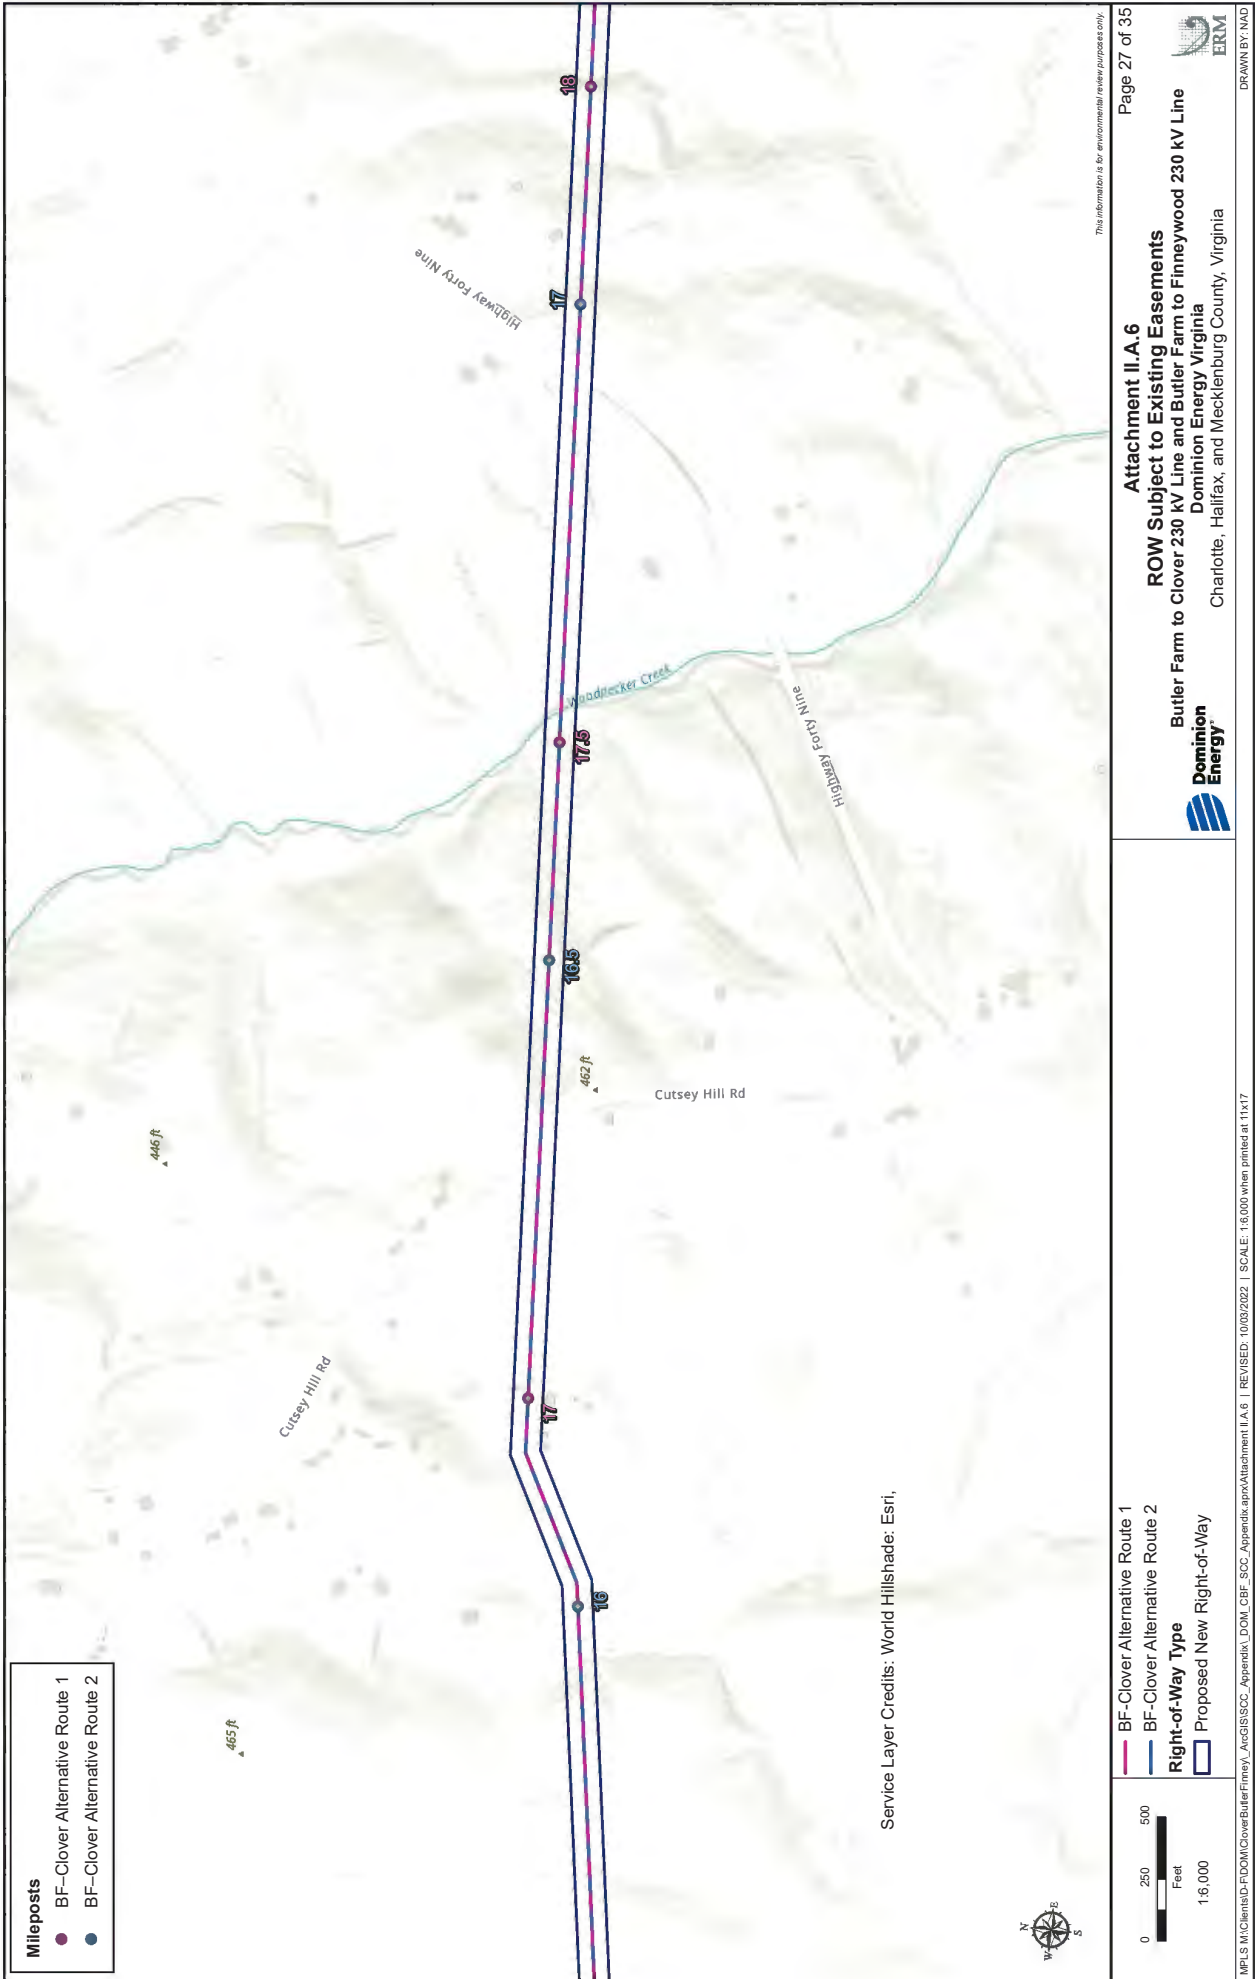 Mileposts
BF–Clover Alternative Route 1
BF–Clover Alternative Route 2
465 ft
446 ft
Cutsey Hill Rd
Highway Forty Nine
16
17
16.5
17.5
17
18
462 ft
Cutsey Hill Rd
Woodpecker Creek
Highway Forty Nine
Service Layer Credits: World Hillshade: Esri,
N
W
E
S
This information is for environmental review purposes only.
0 250 500
Feet
1:6,000
BF-Clover Alternative Route 1
BF-Clover Alternative Route 2
Right-of-Way Type
Proposed New Right-of-Way
Dominion
Energy®
Attachment II.A.6
ROW Subject to Existing Easements
Butler Farm to Clover 230 kV Line and Butler Farm to Finneywood 230 kV Line
Dominion Energy Virginia
Charlotte, Halifax, and Mecklenburg County, Virginia
Page 27 of 35
ERM
MPLS M:\Clients\D-F\DOM\CloverButlerFinney\_ArcGIS\SCC_Appendix\_DOM_CBF_SCC_Appendix.aprx\Attachment II.A.6 | REVISED: 10/03/2022 | SCALE: 1:6,000 when printed at 11x17
DRAWN BY: NAD